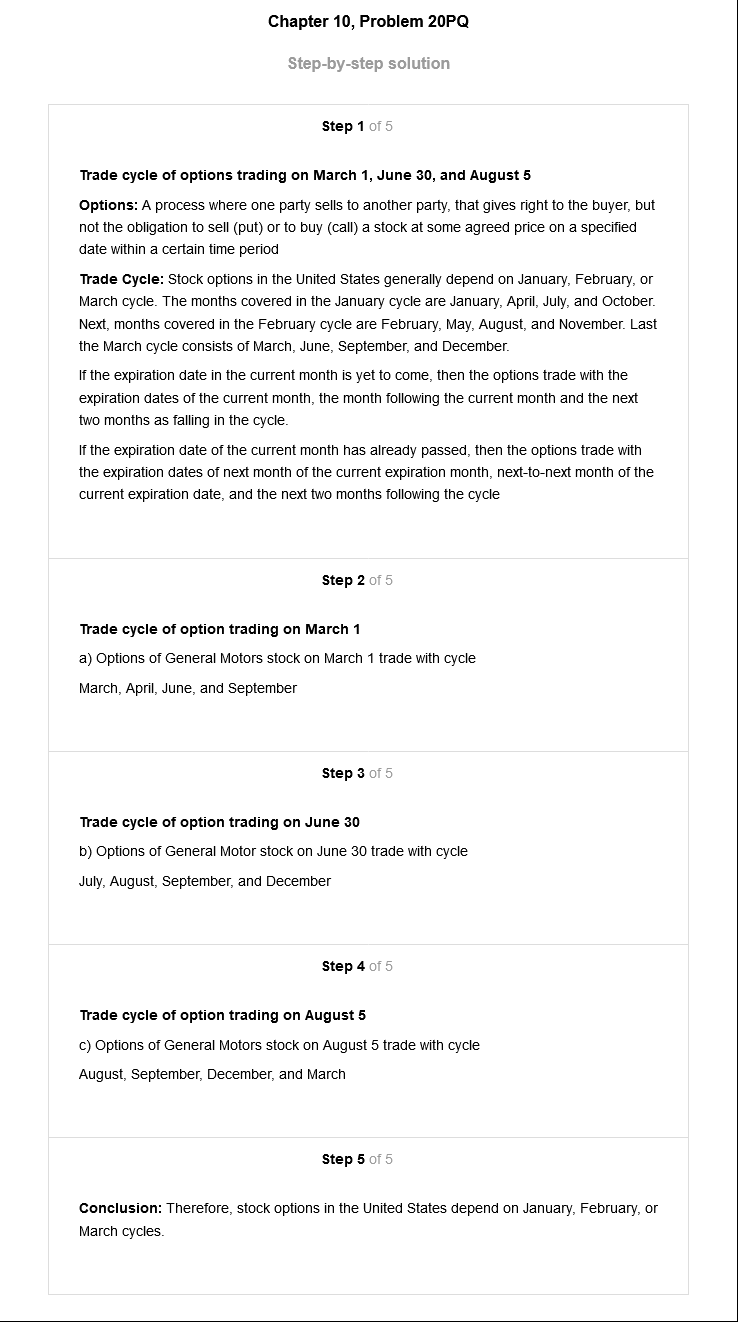 Chapter 10, Problem 20PQ
Step-by-step solution
Step 1 of 5
Trade cycle of options trading on March 1, June 30, and August 5
Options: A process where one party sells to another party, that gives right to the buyer, but
not the obligation to sell (put) or to buy (call) a stock at some agreed price on a specified
date within a certain time period
Trade Cycle: Stock options in the United States generally depend on January, February, or
March cycle. The months covered in the January cycle are January, April, July, and October.
Next, months covered in the February cycle are February, May, August, and November. Last
the March cycle consists of March, June, September, and December.
If the expiration date in the current month is yet to come, then the options trade with the
expiration dates of the current month, the month following the current month and the next
two months as falling in the cycle.
If the expiration date of the current month has already passed, then the options trade with
the expiration dates of next month of the current expiration month, next-to-next month of the
current expiration date, and the next two months following the cycle
Step 2 of 5
Trade cycle of option trading on March 1
a) Options of General Motors stock on March 1 trade with cycle
March, April, June, and September
Step 3 of 5
Trade cycle of option trading on June 30
b) Options of General Motor stock on June 30 trade with cycle
July, August, September, and December
Step 4 of 5
Trade cycle of option trading on August 5
c) Options of General Motors stock on August 5 trade with cycle
August, September, December, and March
Step 5 of 5
Conclusion: Therefore, stock options in the United States depend on January, February, or
March cycles.